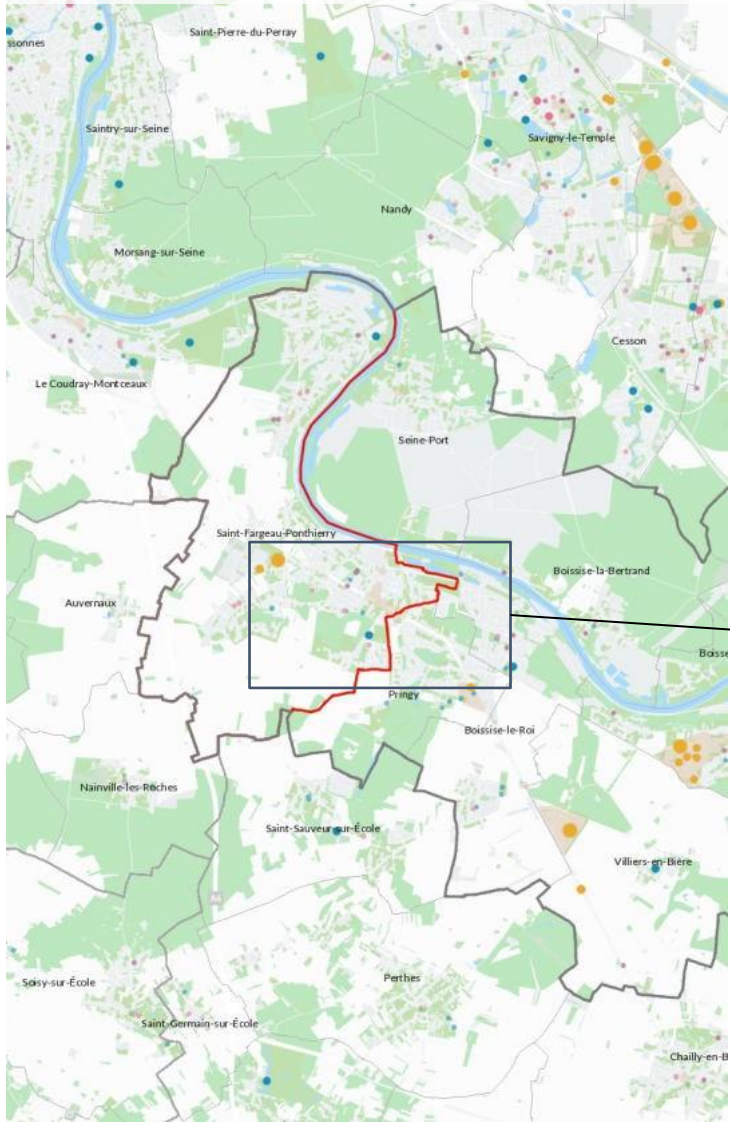 Saint-Pierre-du-Perray
ssonnes
Saintry-sur-Seine
Savigny-le-Temple
Nandy
Morsang-sur-Seine
Cesson
Le Coudray-Montceaux
Seine-Port
Saint-Fargeau-Ponthierry
Boissise-la-Bertrand
Auvernaux
Boisse
Pringy
Boissise-le-Roi
Nainville-les-Roches
Saint-Sauveur-sur-École
Villiers-en-Bière
Perthes
Soisy-sur-École
Saint-Germain-sur-École
Chailly-en-B